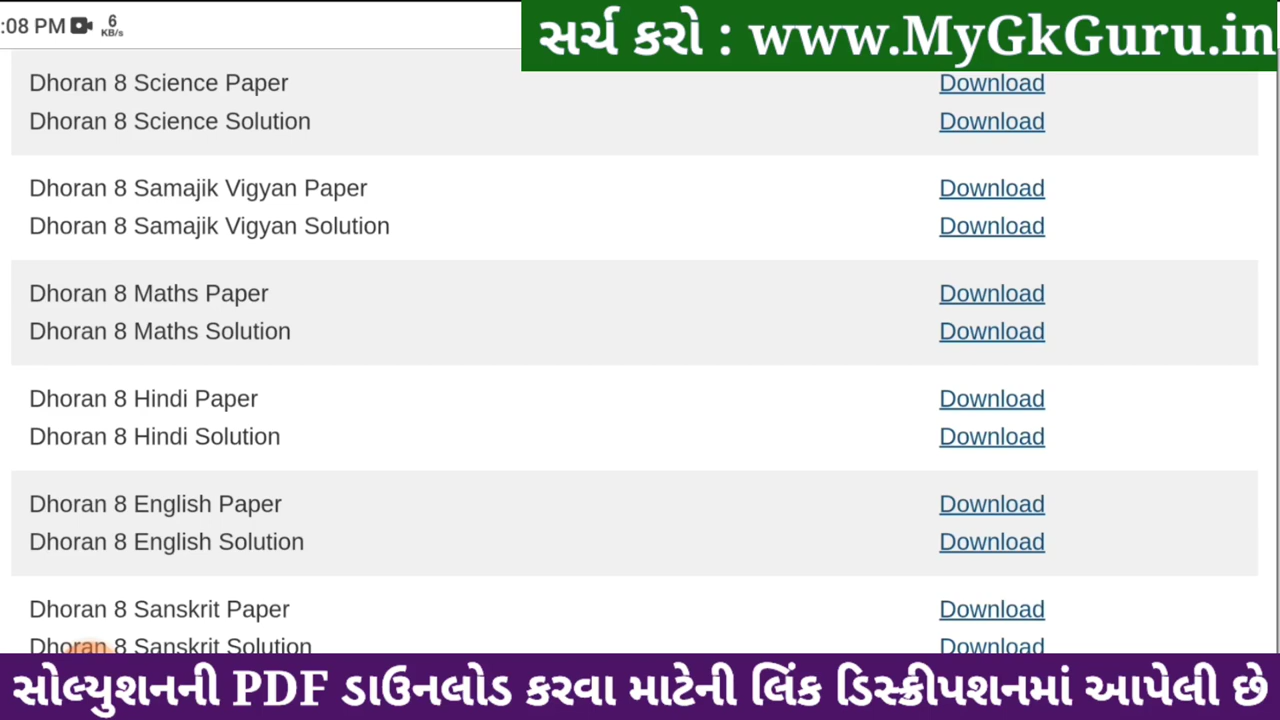 :08 PM 6 KB/s
સર્ચ કરો : www.MyGkGuru.in
Dhoran 8 Science Paper Download
Dhoran 8 Science Solution Download
Dhoran 8 Samajik Vigyan Paper Download
Dhoran 8 Samajik Vigyan Solution Download
Dhoran 8 Maths Paper Download
Dhoran 8 Maths Solution Download
Dhoran 8 Hindi Paper Download
Dhoran 8 Hindi Solution Download
Dhoran 8 English Paper Download
Dhoran 8 English Solution Download
Dhoran 8 Sanskrit Paper Download
Dhoran 8 Sanskrit Solution Download
સોલ્યુશનની PDF ડાઉનલોડ કરવા માટેની લિંક ડિસ્ક્રીપશનમાં આપેલી છે